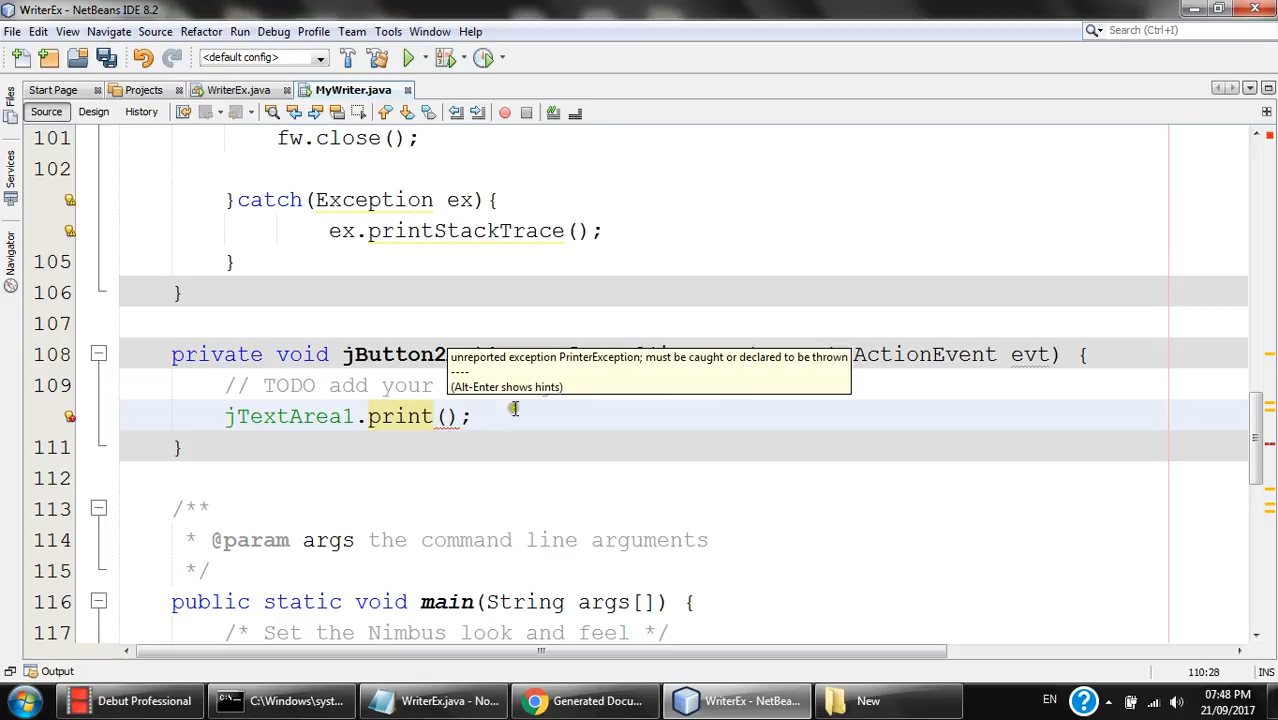 WriterEx - NetBeans IDE 8.2
File Edit View Navigate Source Refactor Run Debug Profile Team Tools Window Help
Search (Ctrl+I)
<default config>
Start Page Projects WriterEx.java MyWriter.java
Source Design History
Files
Services
Navigator
101 fw.close();
102
}catch(Exception ex){
ex.printStackTrace();
105 }
106 }
107
108 private void jButton2 ActionEvent evt) {
unreported exception PrinterException; must be caught or declared to be thrown
----
(Alt-Enter shows hints)
109 // TODO add your
jTextArea1.print();
111 }
112
113 /**
114 * @param args the command line arguments
115 */
116 public static void main(String args[]) {
117 /* Set the Nimbus look and feel */
Output
110:28 INS
Debut Professional C:\Windows\syst... WriterEx.java - No... Generated Docu... WriterEx - NetBea... New EN 07:48 PM
21/09/2017